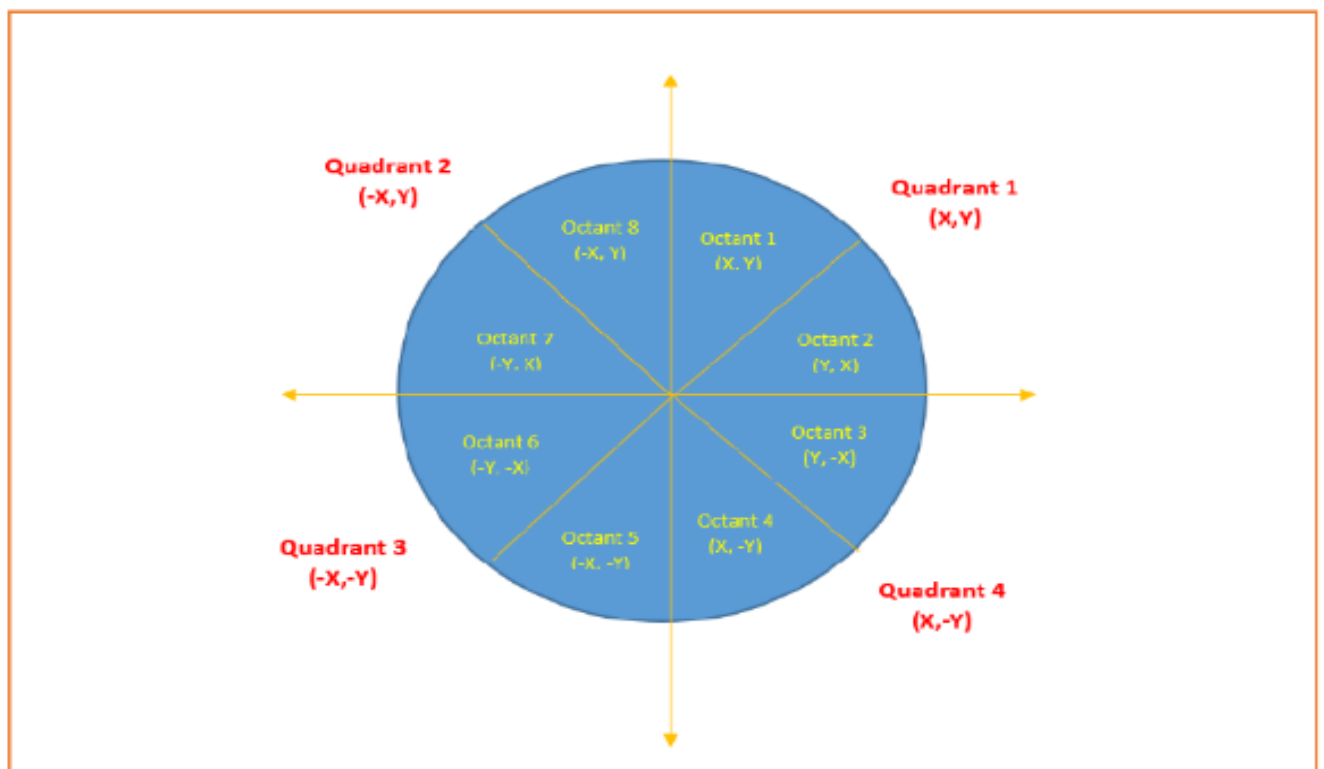 Quadrant 2
(-X,Y)
Quadrant 1
(X,Y)
Octant 8
(-X, Y)
Octant 1
(X, Y)
Octant 7
(-Y, X)
Octant 2
(Y, X)
Octant 6
(-Y, -X)
Octant 3
(Y, -X)
Octant 5
(-X, -Y)
Octant 4
(X, -Y)
Quadrant 3
(-X,-Y)
Quadrant 4
(X,-Y)